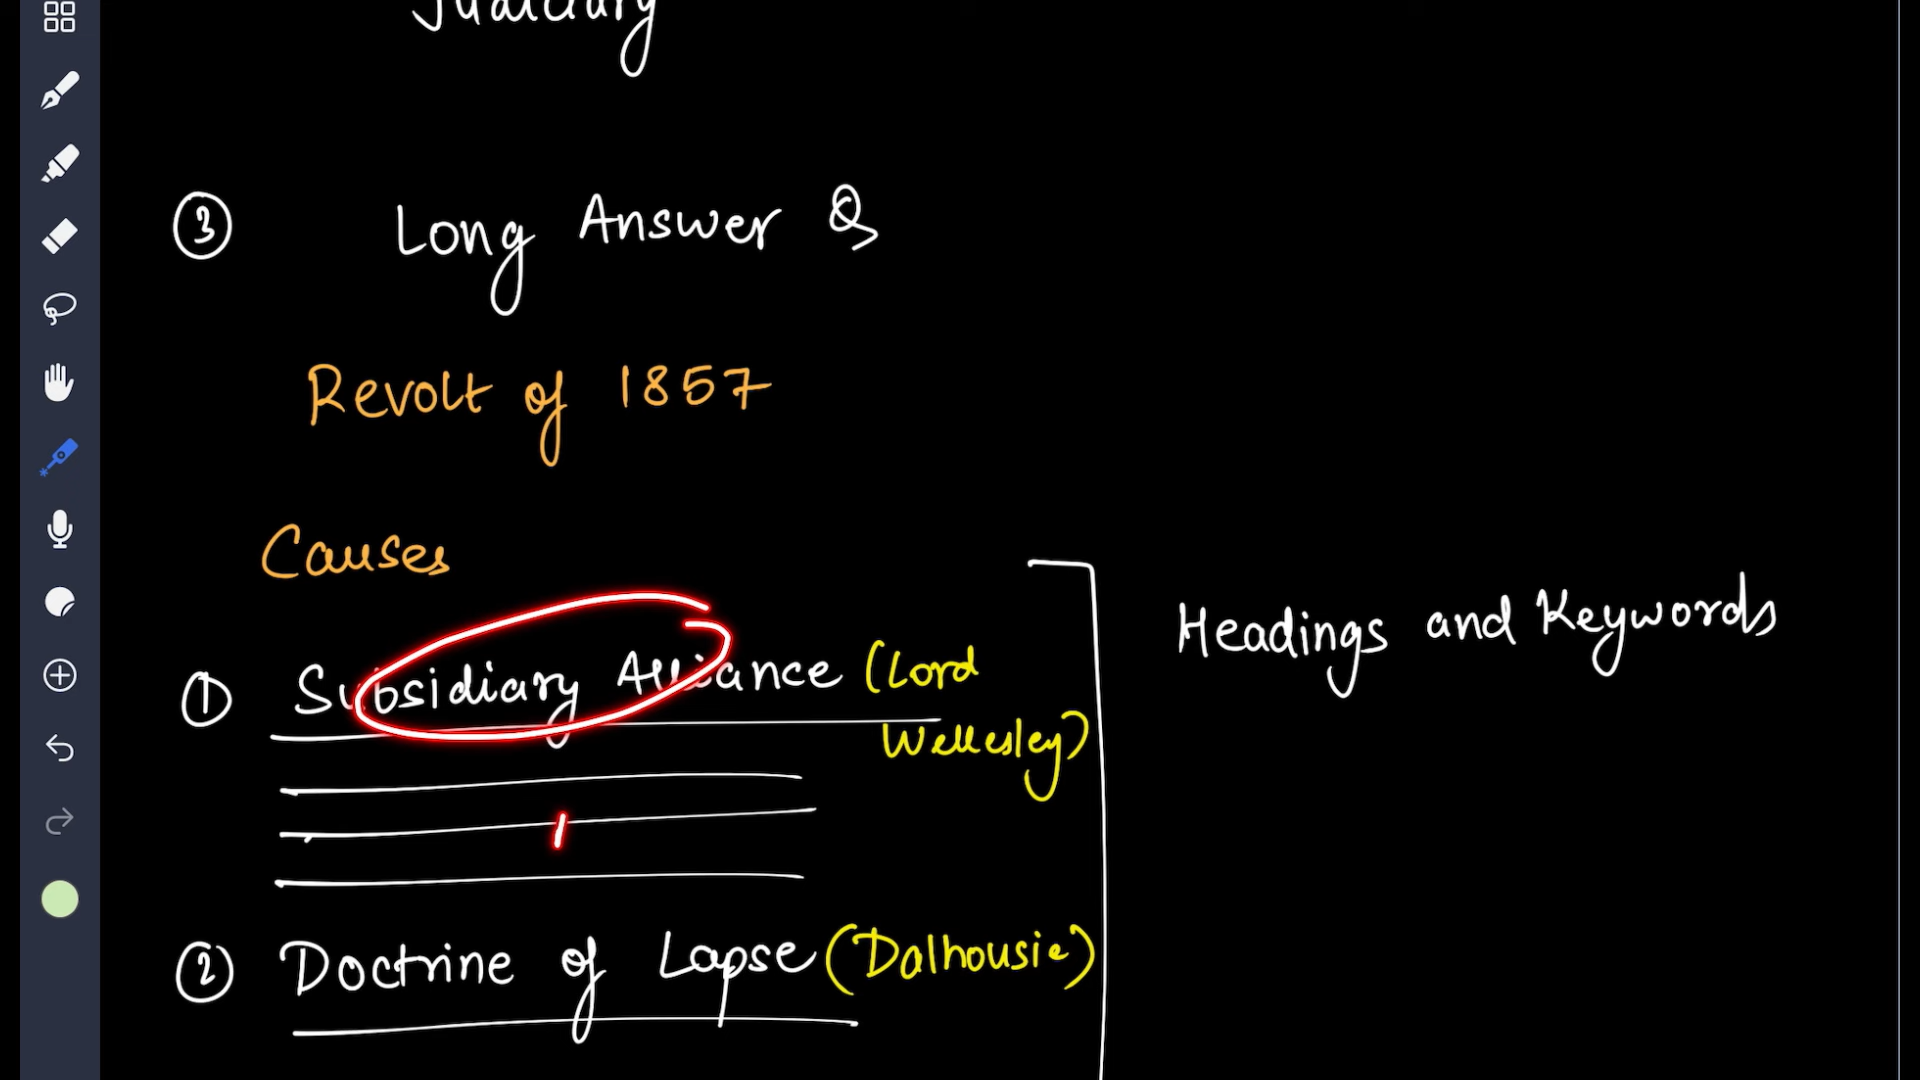 Judiciary
③ Long Answer Q
Revolt of 1857
Causes
① Subsidiary Alliance (Lord Wellesley)
Headings and Keywords
② Doctrine of Lapse (Dalhousie)